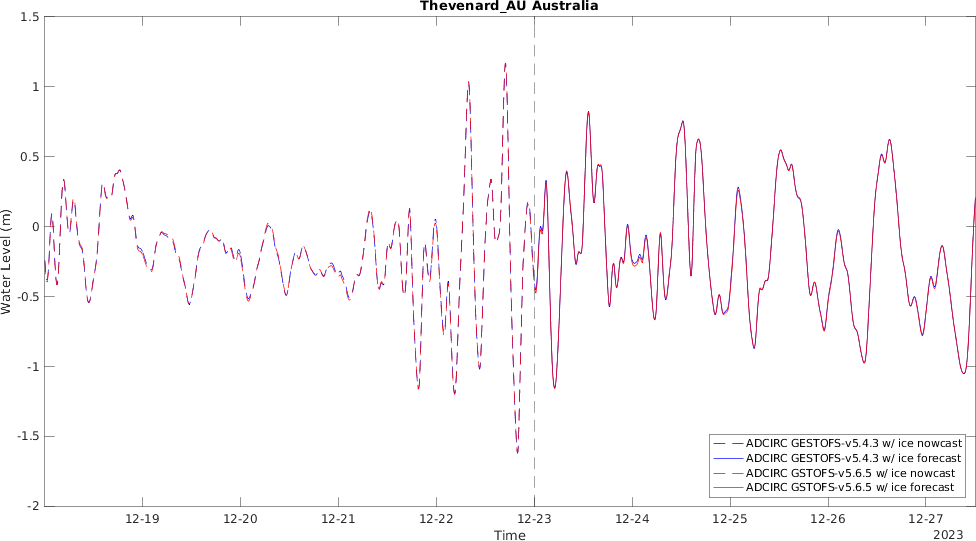 Thevenard_AU Australia
1.5
1
0.5
0
-0.5
-1
-1.5
-2
Water Level (m)
12-19
12-20
12-21
12-22
12-23
12-24
12-25
12-26
12-27
Time
2023
ADCIRC GESTOFS-v5.4.3 w/ ice nowcast
ADCIRC GESTOFS-v5.4.3 w/ ice forecast
ADCIRC GSTOFS-v5.6.5 w/ ice nowcast
ADCIRC GSTOFS-v5.6.5 w/ ice forecast